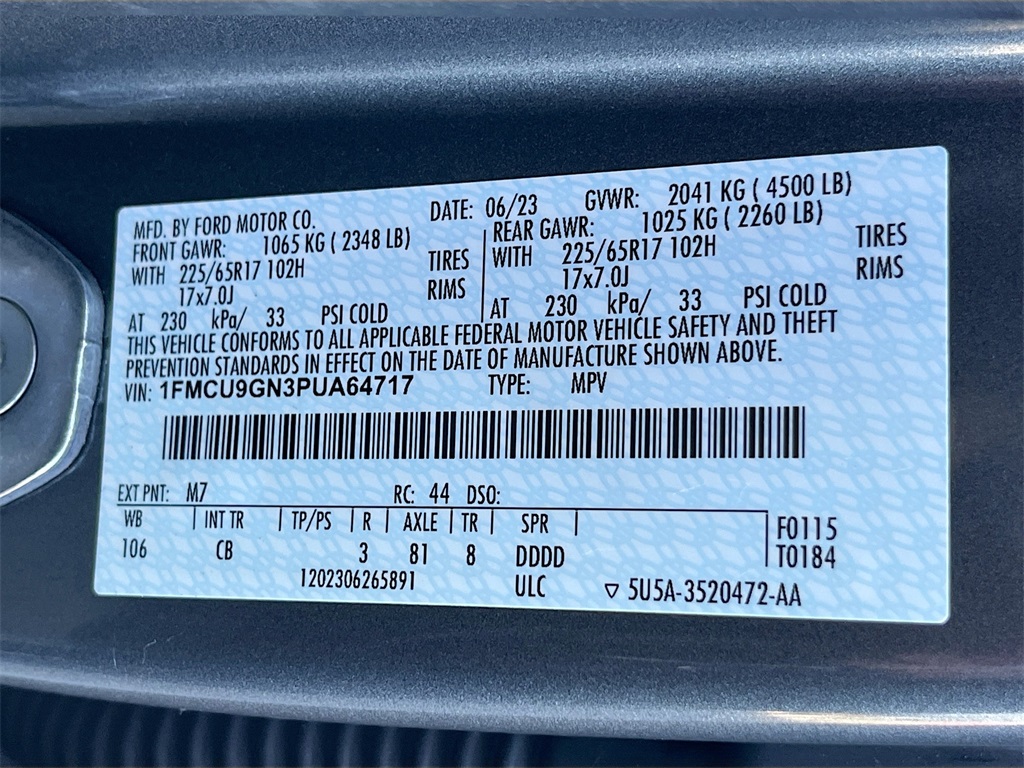 MFD. BY FORD MOTOR CO. DATE: 06/23 GVWR: 2041 KG ( 4500 LB)
FRONT GAWR: 1065 KG ( 2348 LB) REAR GAWR: 1025 KG ( 2260 LB)
WITH 225/65R17 102H TIRES WITH 225/65R17 102H TIRES
17x7.0J RIMS 17x7.0J RIMS
AT 230 kPa/ 33 PSI COLD AT 230 kPa/ 33 PSI COLD
THIS VEHICLE CONFORMS TO ALL APPLICABLE FEDERAL MOTOR VEHICLE SAFETY AND THEFT
PREVENTION STANDARDS IN EFFECT ON THE DATE OF MANUFACTURE SHOWN ABOVE.
VIN: 1FMCU9GN3PUA64717 TYPE: MPV
EXT PNT: M7 RC: 44 DSO:
WB INT TR TP/PS R AXLE TR SPR F0115
106 CB 3 81 8 DDDD T0184
1202306265891 ULC 5U5A-3520472-AA